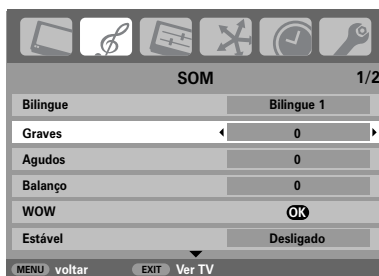 SOM 1/2
Bilingue Bilingue 1
Graves 0
Agudos 0
Balanço 0
WOW OK
Estável Desligado
MENU voltar EXIT Ver TV